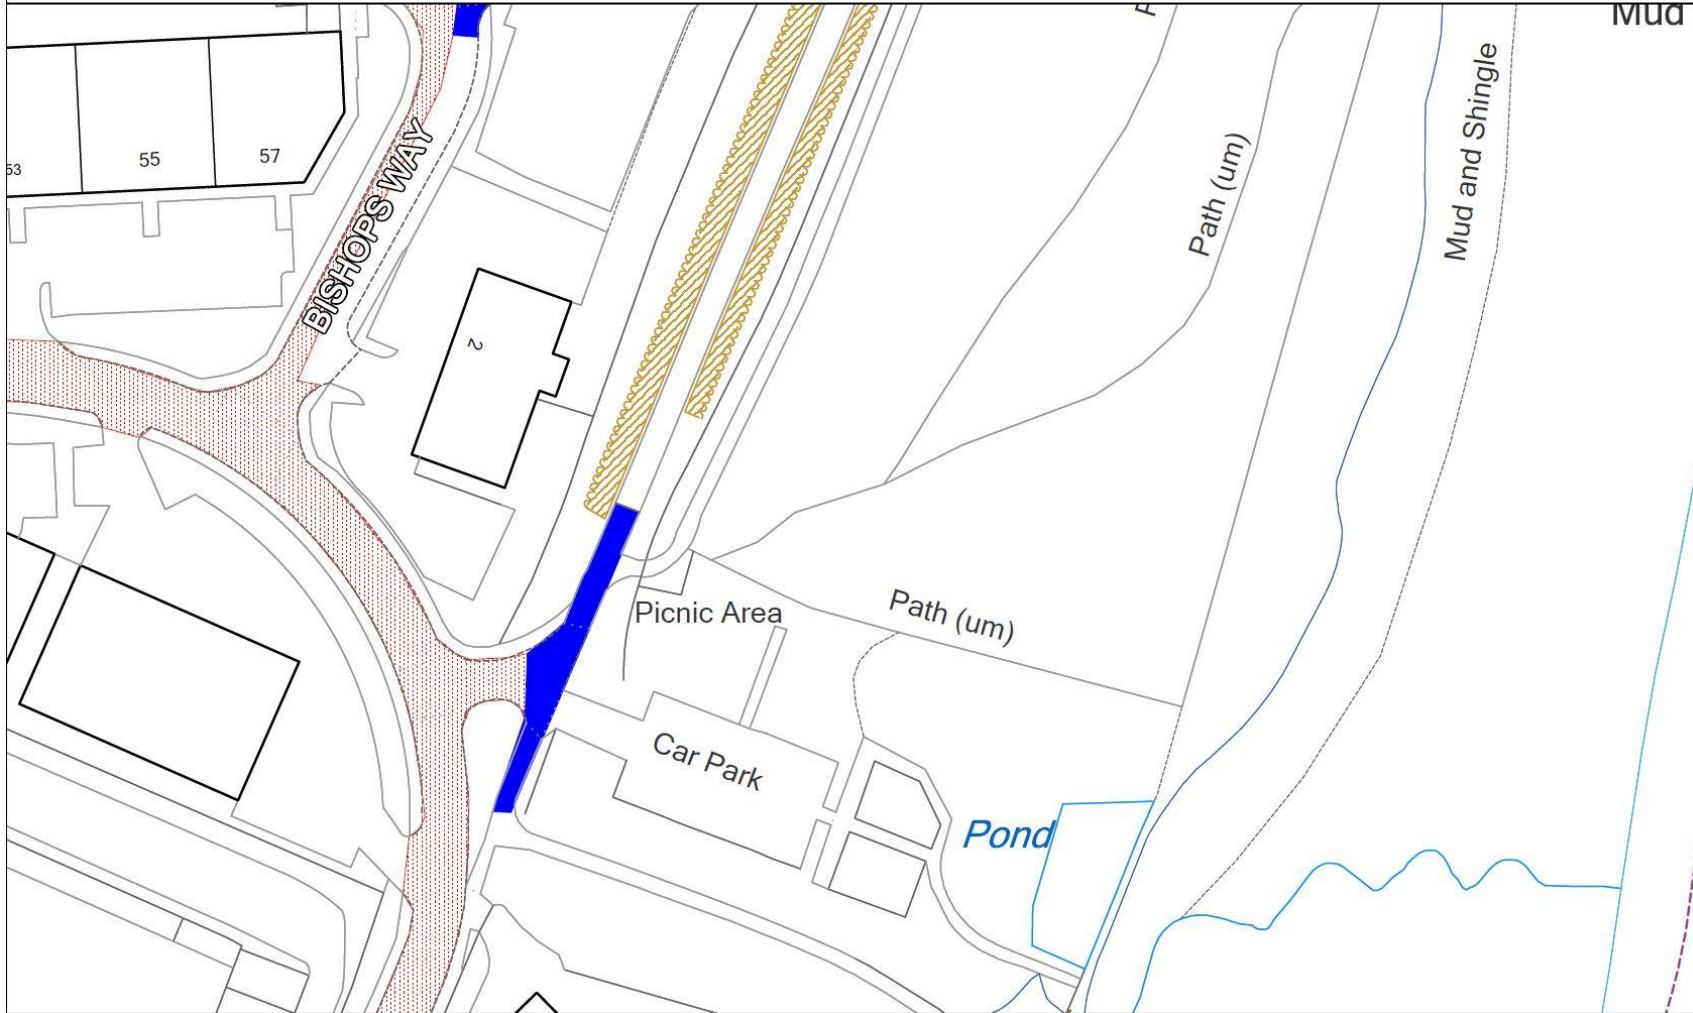 Mud
Mud and Shingle
53
55
57
BISHOPS WAY
Path (um)
2
Picnic Area
Path (um)
Car Park
Pond